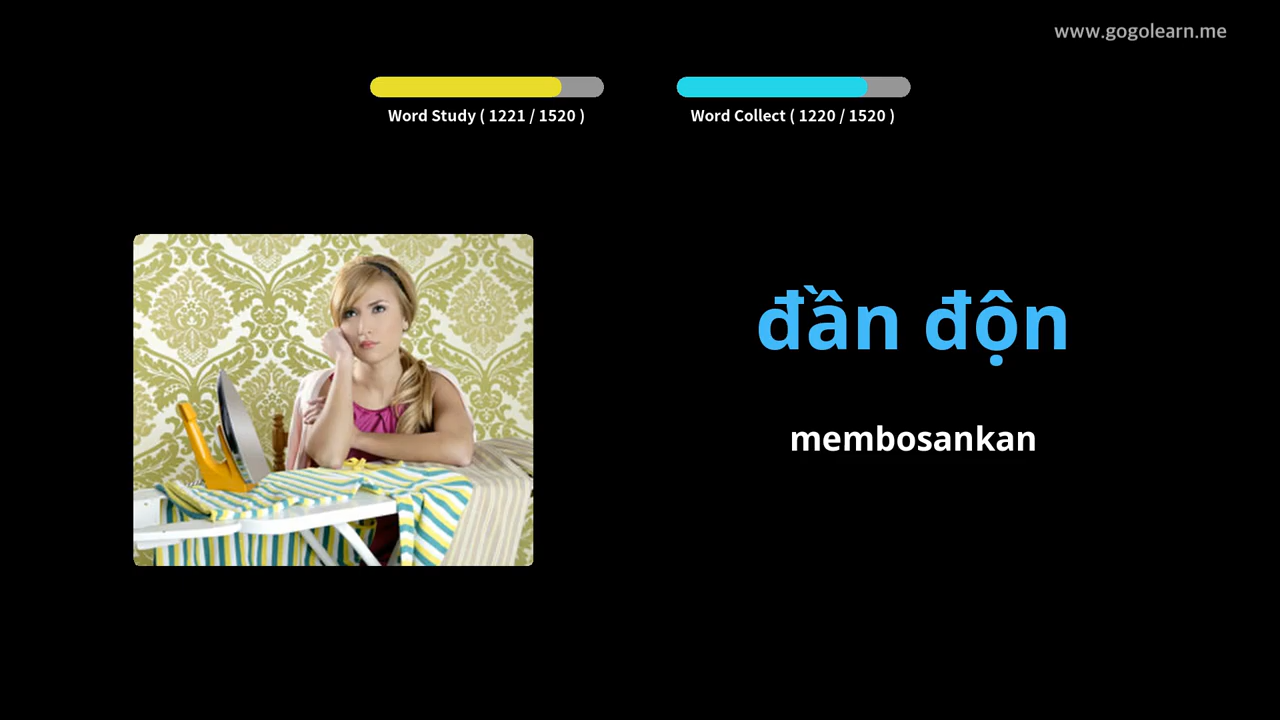 www.gogolearn.me
Word Study ( 1221 / 1520 )
Word Collect ( 1220 / 1520 )
đần độn
membosankan